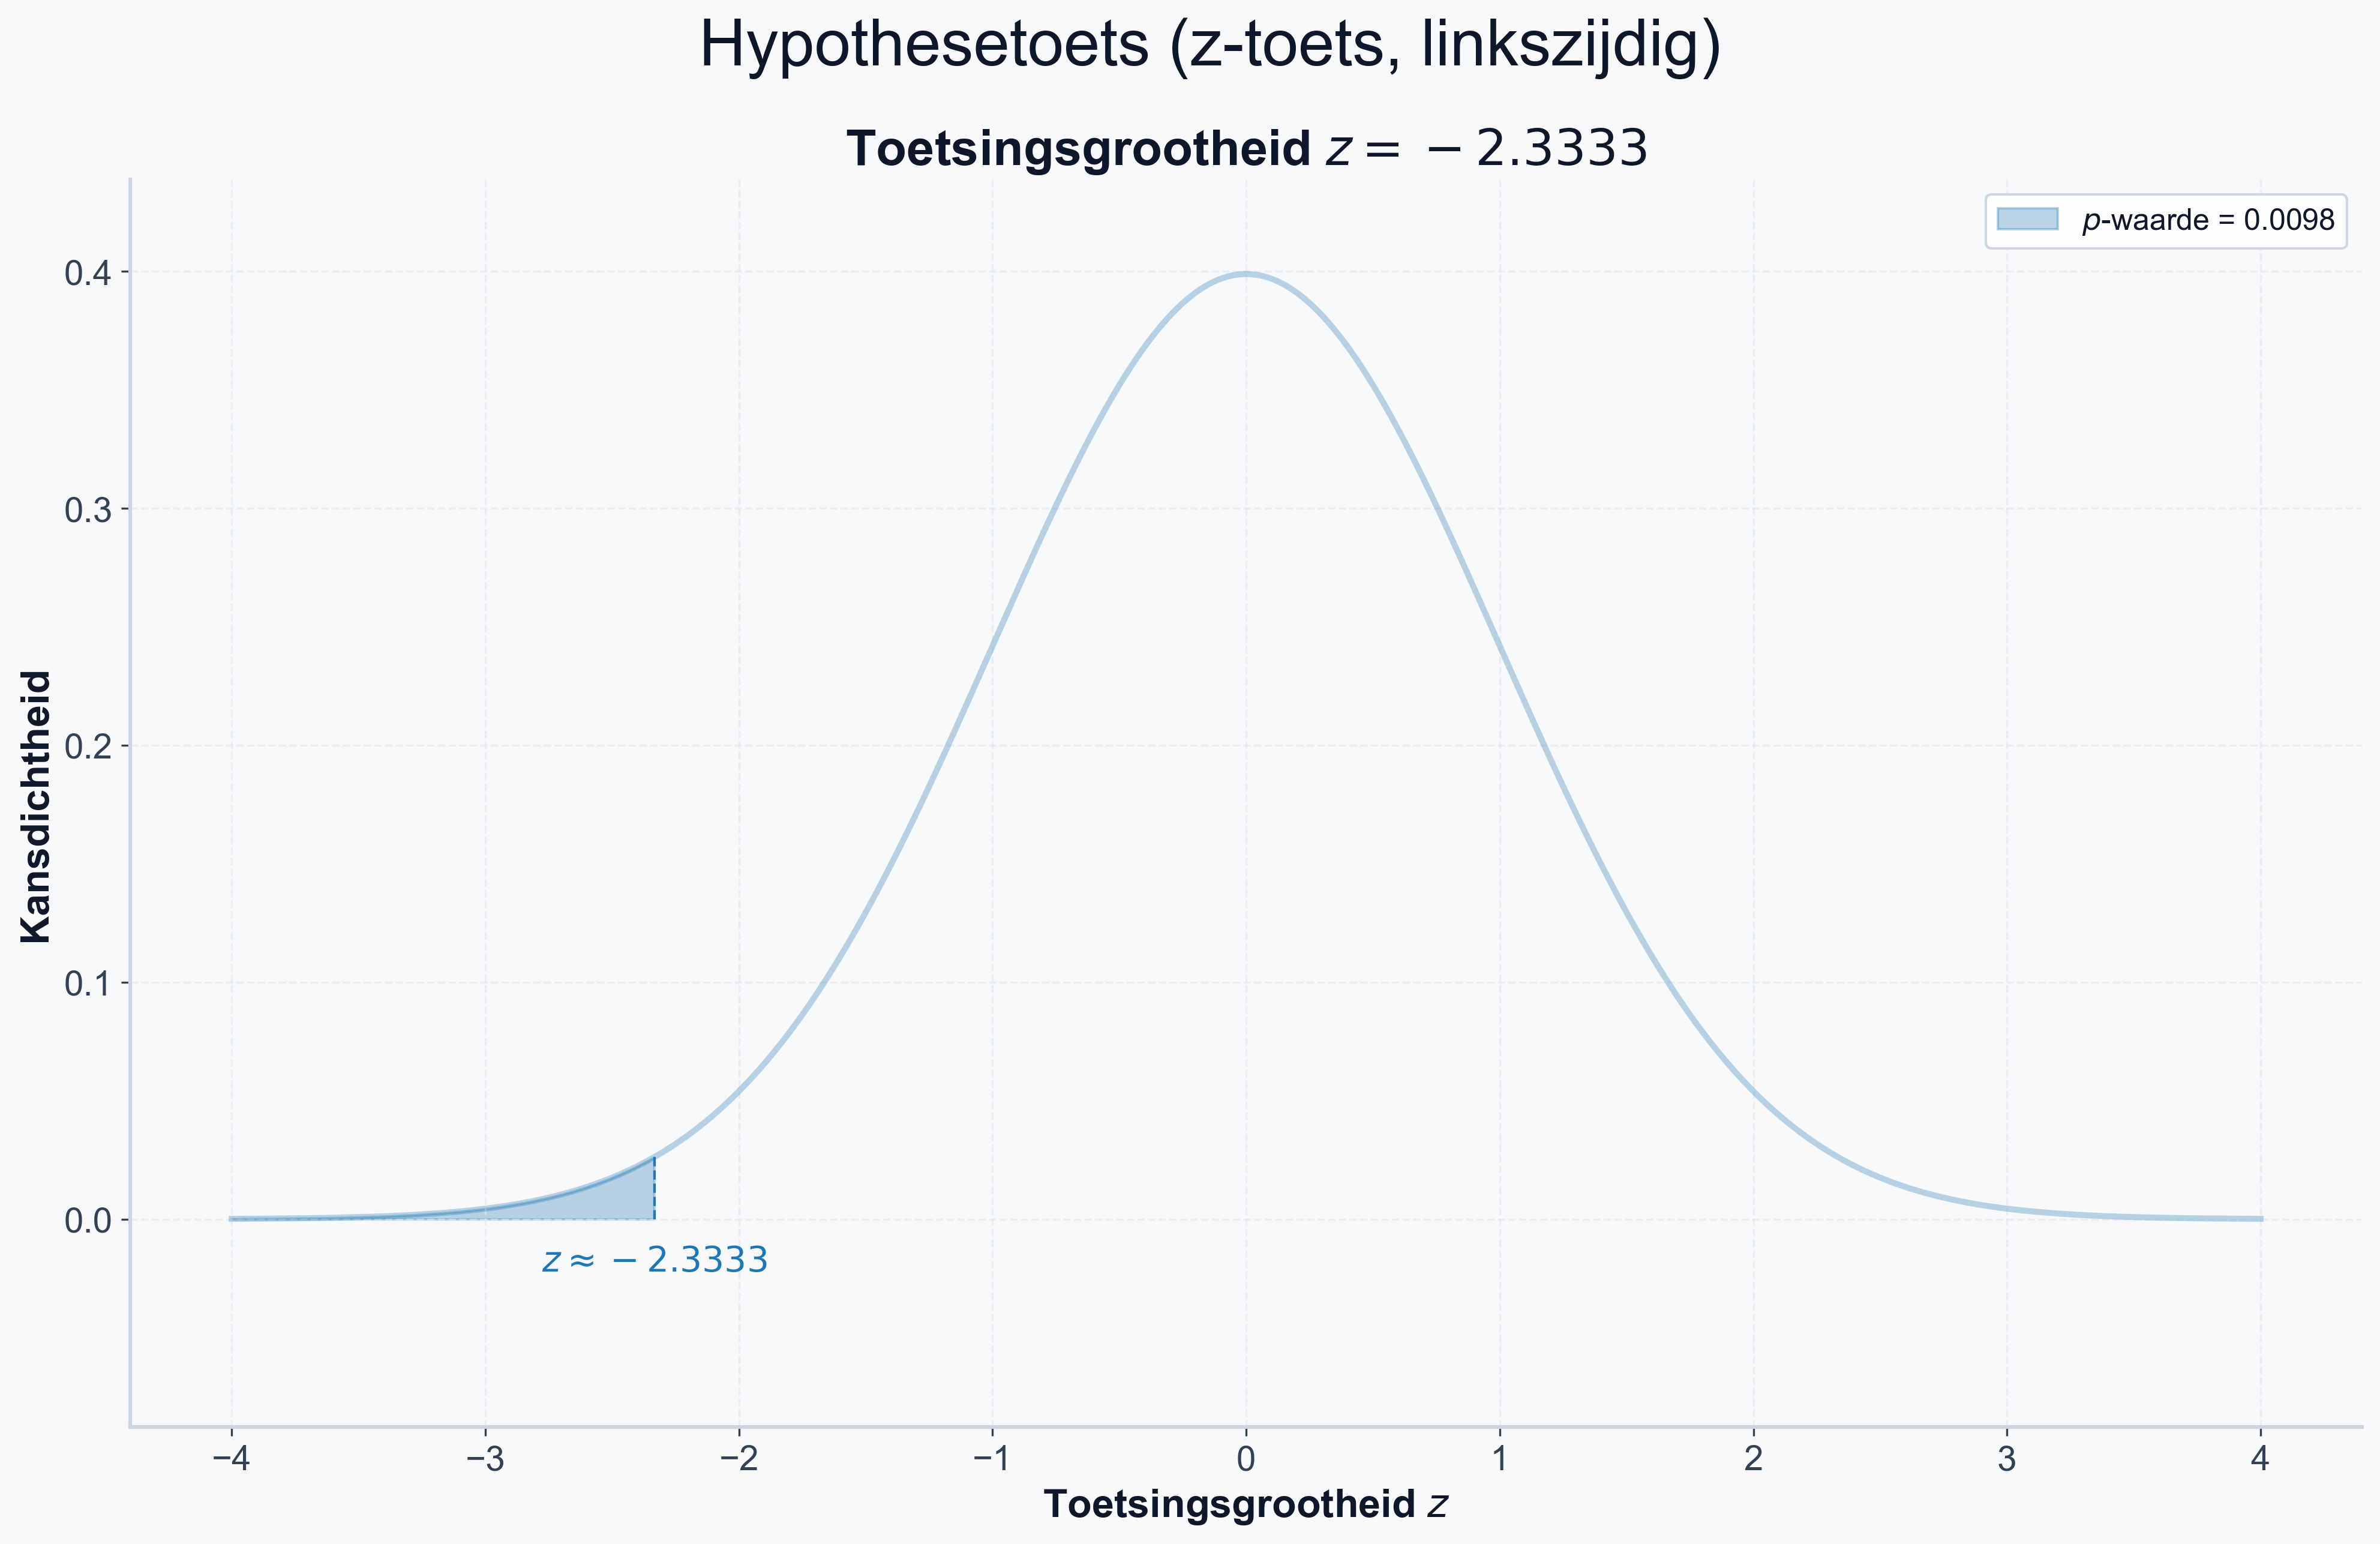 Hypothesetoets (z-toets, linkszijdig)
Toetsingsgrootheid z = −2.3333
p-waarde = 0.0098
Kansdichtheid
0.4
0.3
0.2
0.1
0.0
z ≈ −2.3333
−4 −3 −2 −1 0 1 2 3 4
Toetsingsgrootheid z